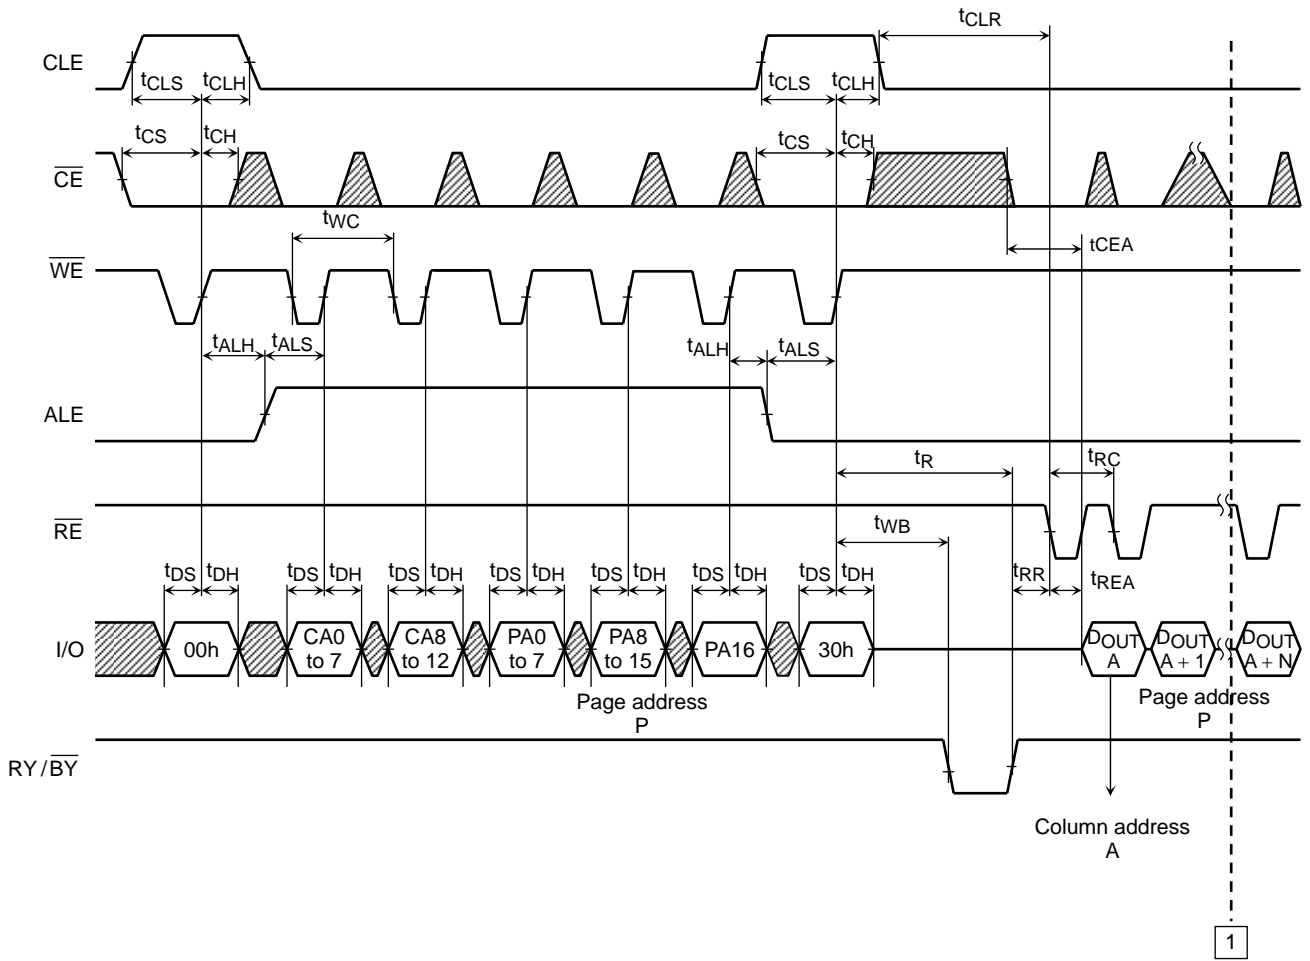 tCLR
CLE
tCLS tCLH tCLS tCLH
tCS tCH tCS tCH
CE
tWC tCEA
WE
tALH tALS tALH tALS
ALE
tR tRC
RE
tWB
tDS tDH tDS tDH tDS tDH tDS tDH tDS tDH tDS tDH tDS tDH tRR tREA
I/O
00h
CA0
to 7
CA8
to 12
PA0
to 7
PA8
to 15
PA16
30h
DOUT
A
DOUT
A + 1
DOUT
A + N
Page address
P
Page address
P
RY/BY
Column address
A
1